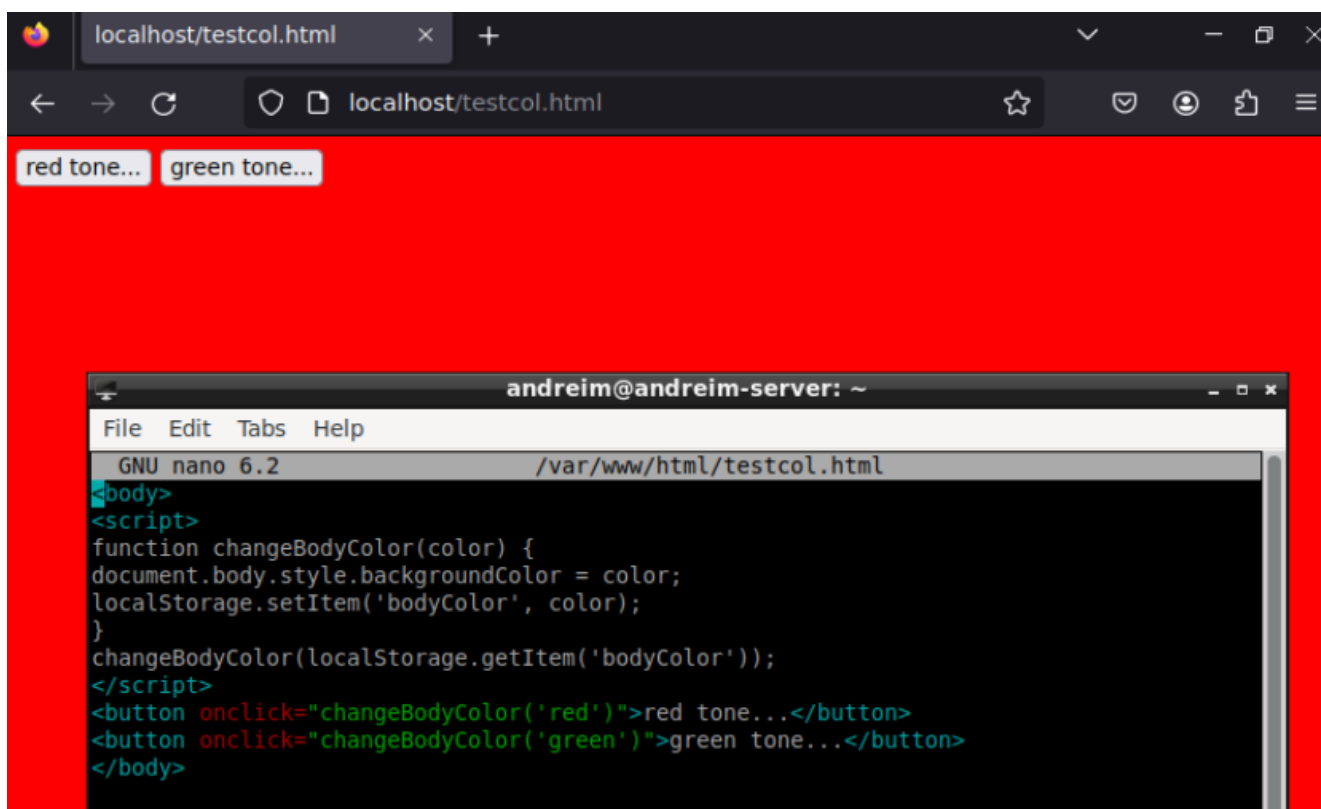 localhost/testcol.html
localhost/testcol.html
red tone... green tone...
andreim@andreim-server: ~
File Edit Tabs Help
GNU nano 6.2 /var/www/html/testcol.html
<body>
<script>
function changeBodyColor(color) {
document.body.style.backgroundColor = color;
localStorage.setItem('bodyColor', color);
}
changeBodyColor(localStorage.getItem('bodyColor'));
</script>
<button onclick="changeBodyColor('red')">red tone...</button>
<button onclick="changeBodyColor('green')">green tone...</button>
</body>